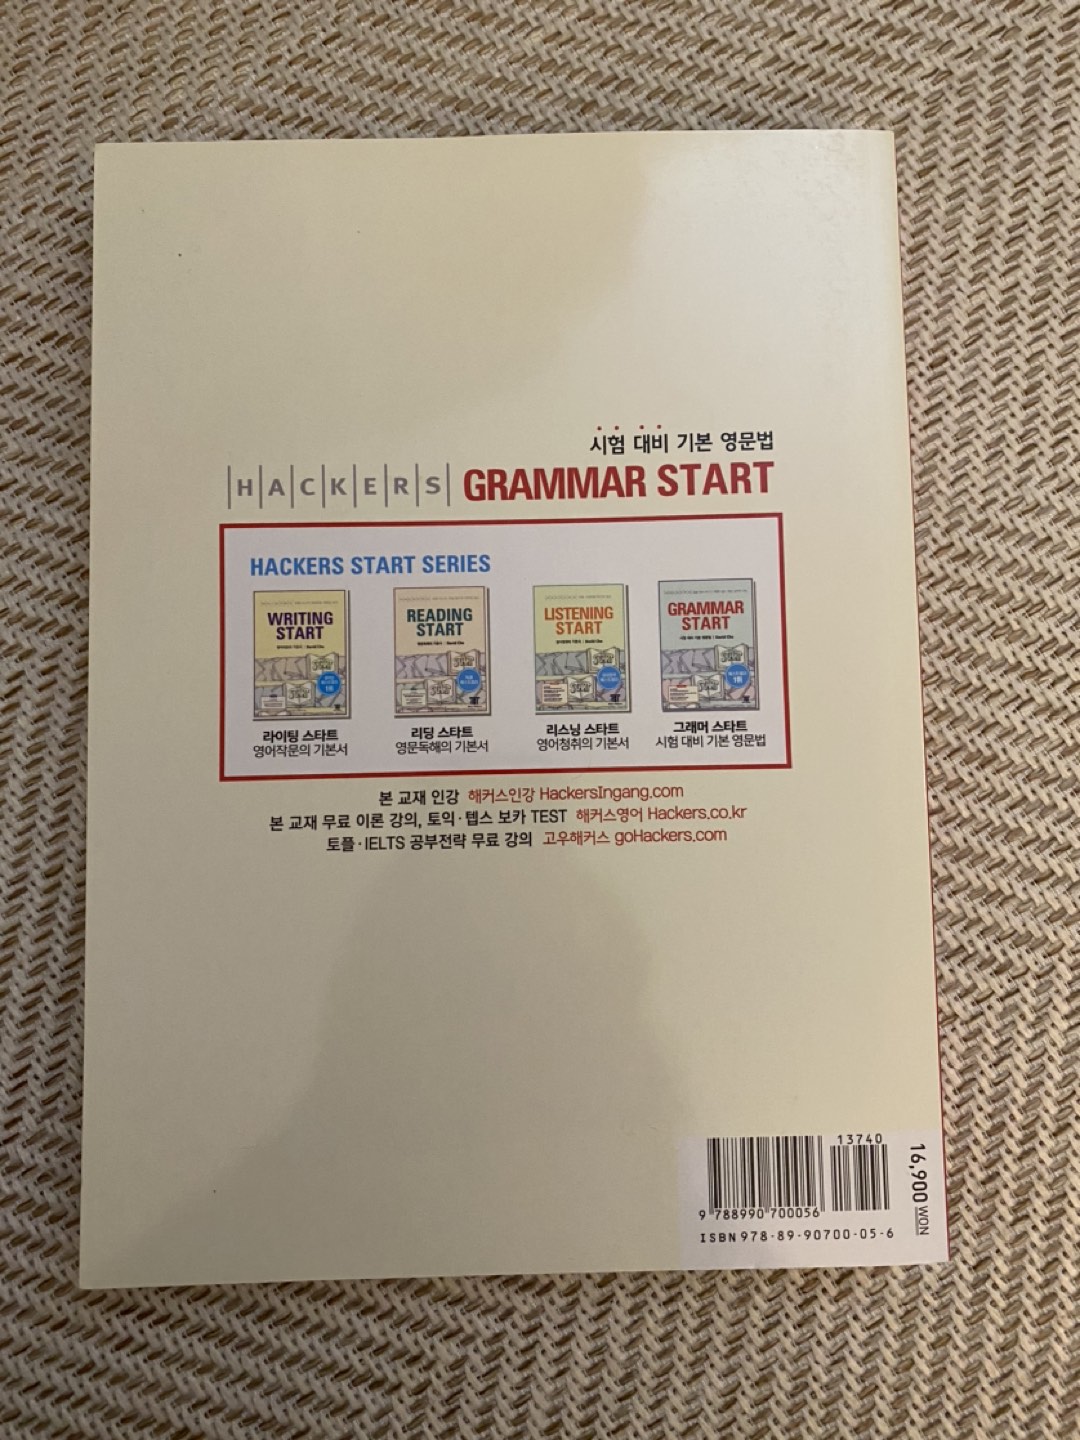 시험 대비 기본 영문법
HACKERS GRAMMAR START
HACKERS START SERIES
WRITING START
READING START
LISTENING START
GRAMMAR START
라이팅 스타트
영어작문의 기본서
리딩 스타트
영문독해의 기본서
리스닝 스타트
영어청취의 기본서
그래머 스타트
시험 대비 기본 영문법
본 교재 인강 해커스인강 HackersIngang.com
본 교재 무료 이론 강의, 토익·텝스 보카 TEST 해커스영어 Hackers.co.kr
토플·IELTS 공부전략 무료 강의 고우해커스 goHackers.com
13740
9 788990 700056
ISBN 978-89-90700-05-6
16,900 WON